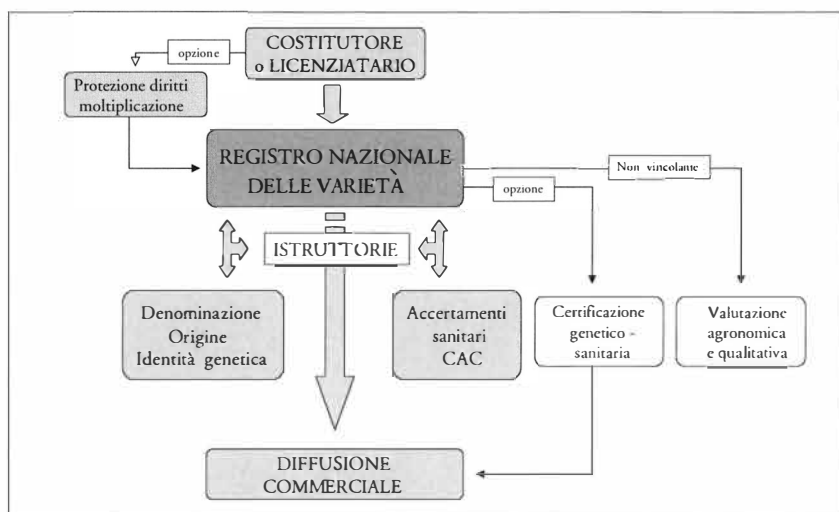 COSTITUTORE
o LICENZIATARIO
opzione
Protezione diritti
moltiplicazione
REGISTRO NAZIONALE
DELLE VARIETÀ
Non vincolante
opzione
ISTRUTTORIE
Denominazione
Origine
Identità genetica
Accertamenti
sanitari
CAC
Certificazione
genetico -
sanitaria
Valutazione
agronomica
e qualitativa
DIFFUSIONE
COMMERCIALE